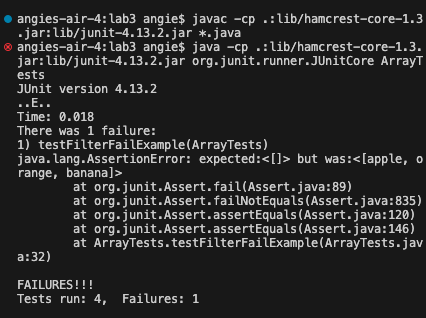 angies-air-4:lab3 angie$ javac -cp .:lib/hamcrest-core-1.3
.jar:lib/junit-4.13.2.jar *.java
angies-air-4:lab3 angie$ java -cp .:lib/hamcrest-core-1.3.
jar:lib/junit-4.13.2.jar org.junit.runner.JUnitCore ArrayT
ests
JUnit version 4.13.2
..E..
Time: 0.018
There was 1 failure:
1) testFilterFailExample(ArrayTests)
java.lang.AssertionError: expected:<[]> but was:<[apple, o
range, banana]>
        at org.junit.Assert.fail(Assert.java:89)
        at org.junit.Assert.failNotEquals(Assert.java:835)
        at org.junit.Assert.assertEquals(Assert.java:120)
        at org.junit.Assert.assertEquals(Assert.java:146)
        at ArrayTests.testFilterFailExample(ArrayTests.jav
a:32)

FAILURES!!!
Tests run: 4,  Failures: 1